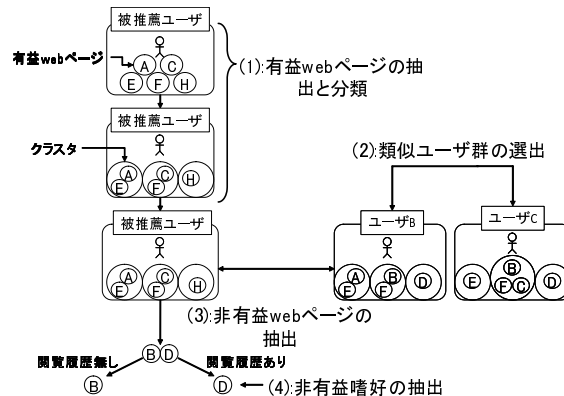 被推薦ユーザ
有益webページ
A
C
E
F
H
(1):有益webページの抽
出と分類
被推薦ユーザ
クラスタ
A
E
C
F
H
(2):類似ユーザ群の選出
被推薦ユーザ
A
E
C
F
H
ユーザB
A
E
B
F
D
ユーザC
E
B
F
C
D
(3):非有益webページの
抽出
閲覧履歴無し
B
D
閲覧履歴あり
B
D
(4):非有益嗜好の抽出